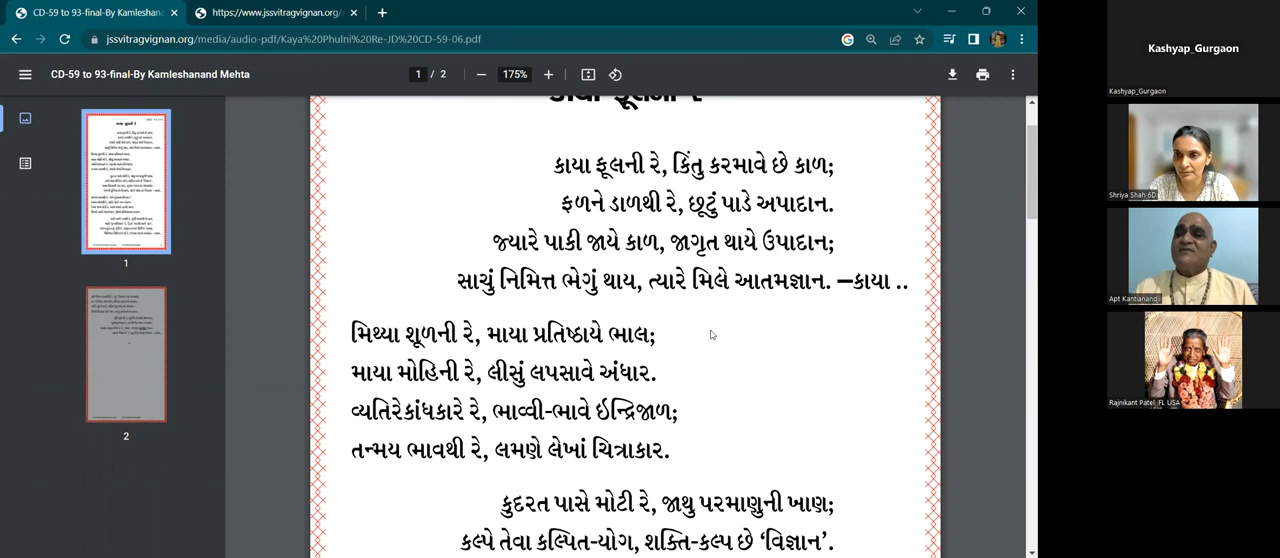 CD-59 to 93-final-By Kamleshana
https://www.jssvitragvignan.org/
jssvitragvignan.org/media/audio-pdf/Kaya%20Phulni%20Re-JD%20CD-59-06.pdf
CD-59 to 93-final-By Kamleshanand Mehta
1 / 2
175%
કાયા ફૂલની રે
કાયા ફૂલની રે, કિંતુ કરમાવે છે કાળ;
ફળને ડાળથી રે, છૂટું પાડે અપાદાન.
જ્યારે પાકી જાયે કાળ, જાગૃત થાયે ઉપાદાન;
સાચું નિમિત્ત ભેગું થાય, ત્યારે મિલે આતમજ્ઞાન. —કાયા ..
મિથ્યા શૂળની રે, માયા પ્રતિષ્ઠાયે ભાલ;
માયા મોહિની રે, લીસું લપસાવે અંધાર.
વ્યતિરેકાંધકારે રે, ભાવ્વી-ભાવે ઇન્દ્રિજાળ;
તન્મય ભાવથી રે, લમણે લેખાં ચિત્રાકાર.
કુદરત પાસે મોટી રે, જાથુ પરમાણુની ખાણ;
કલ્પે તેવા કલ્પિત-યોગ, શક્તિ-કલ્પ છે ‘વિજ્ઞાન’.
1
2
Kashyap_Gurgaon
Kashyap_Gurgaon
Shriya Shah 6D
Apt Kantianand
Rajnikant Patel, FL USA